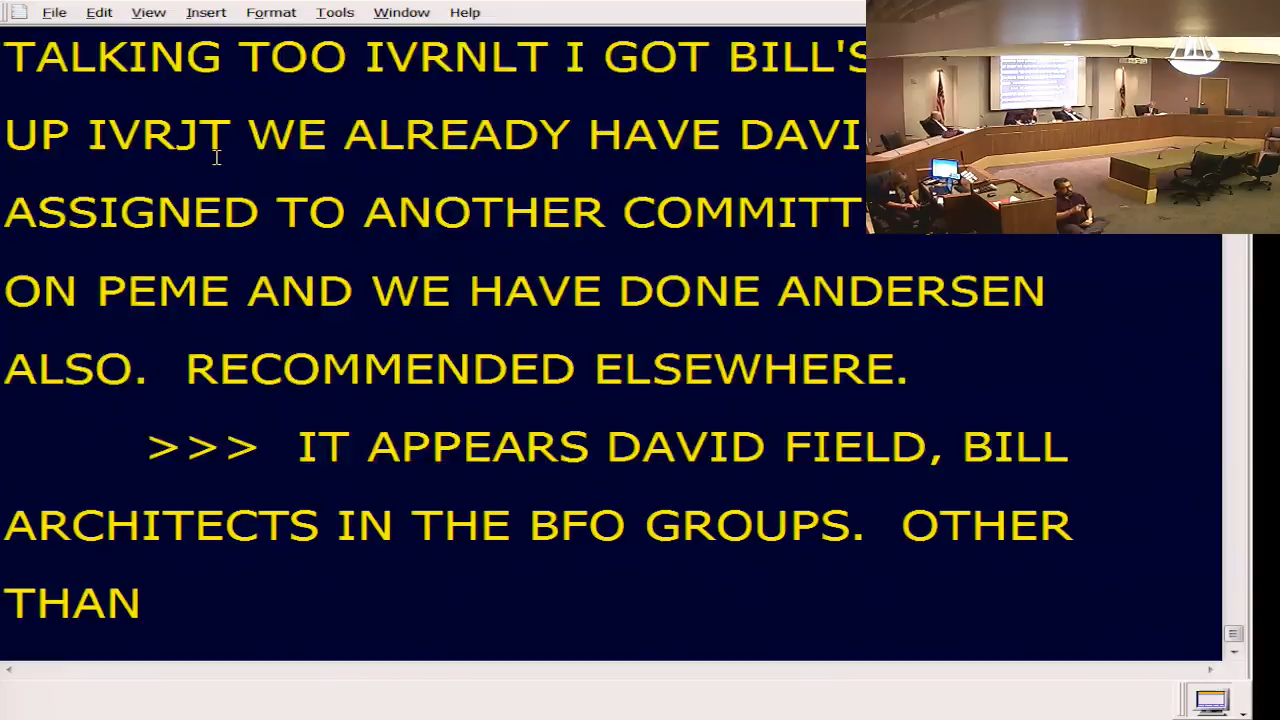 File Edit View Insert Format Tools Window Help
TALKING TOO IVRNLT I GOT BILL'S
UP IVRJT WE ALREADY HAVE DAVI
ASSIGNED TO ANOTHER COMMITT
ON PEME AND WE HAVE DONE ANDERSEN
ALSO. RECOMMENDED ELSEWHERE.
>>> IT APPEARS DAVID FIELD, BILL
ARCHITECTS IN THE BFO GROUPS. OTHER
THAN